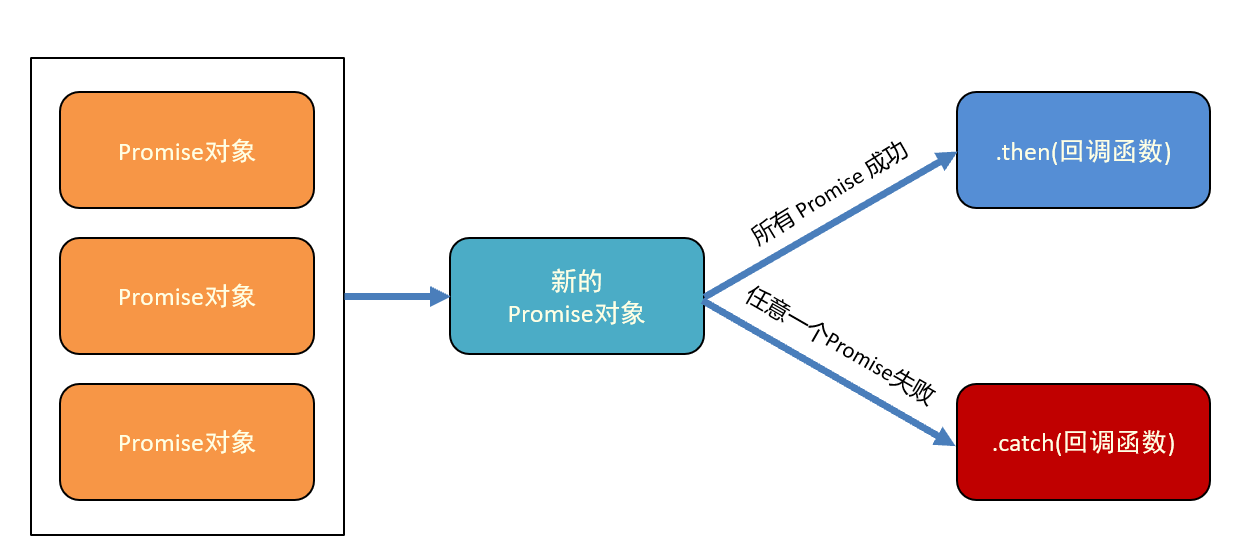 Promise对象
Promise对象
Promise对象
新的
Promise对象
所有 Promise 成功
任意一个Promise失败
.then(回调函数)
.catch(回调函数)